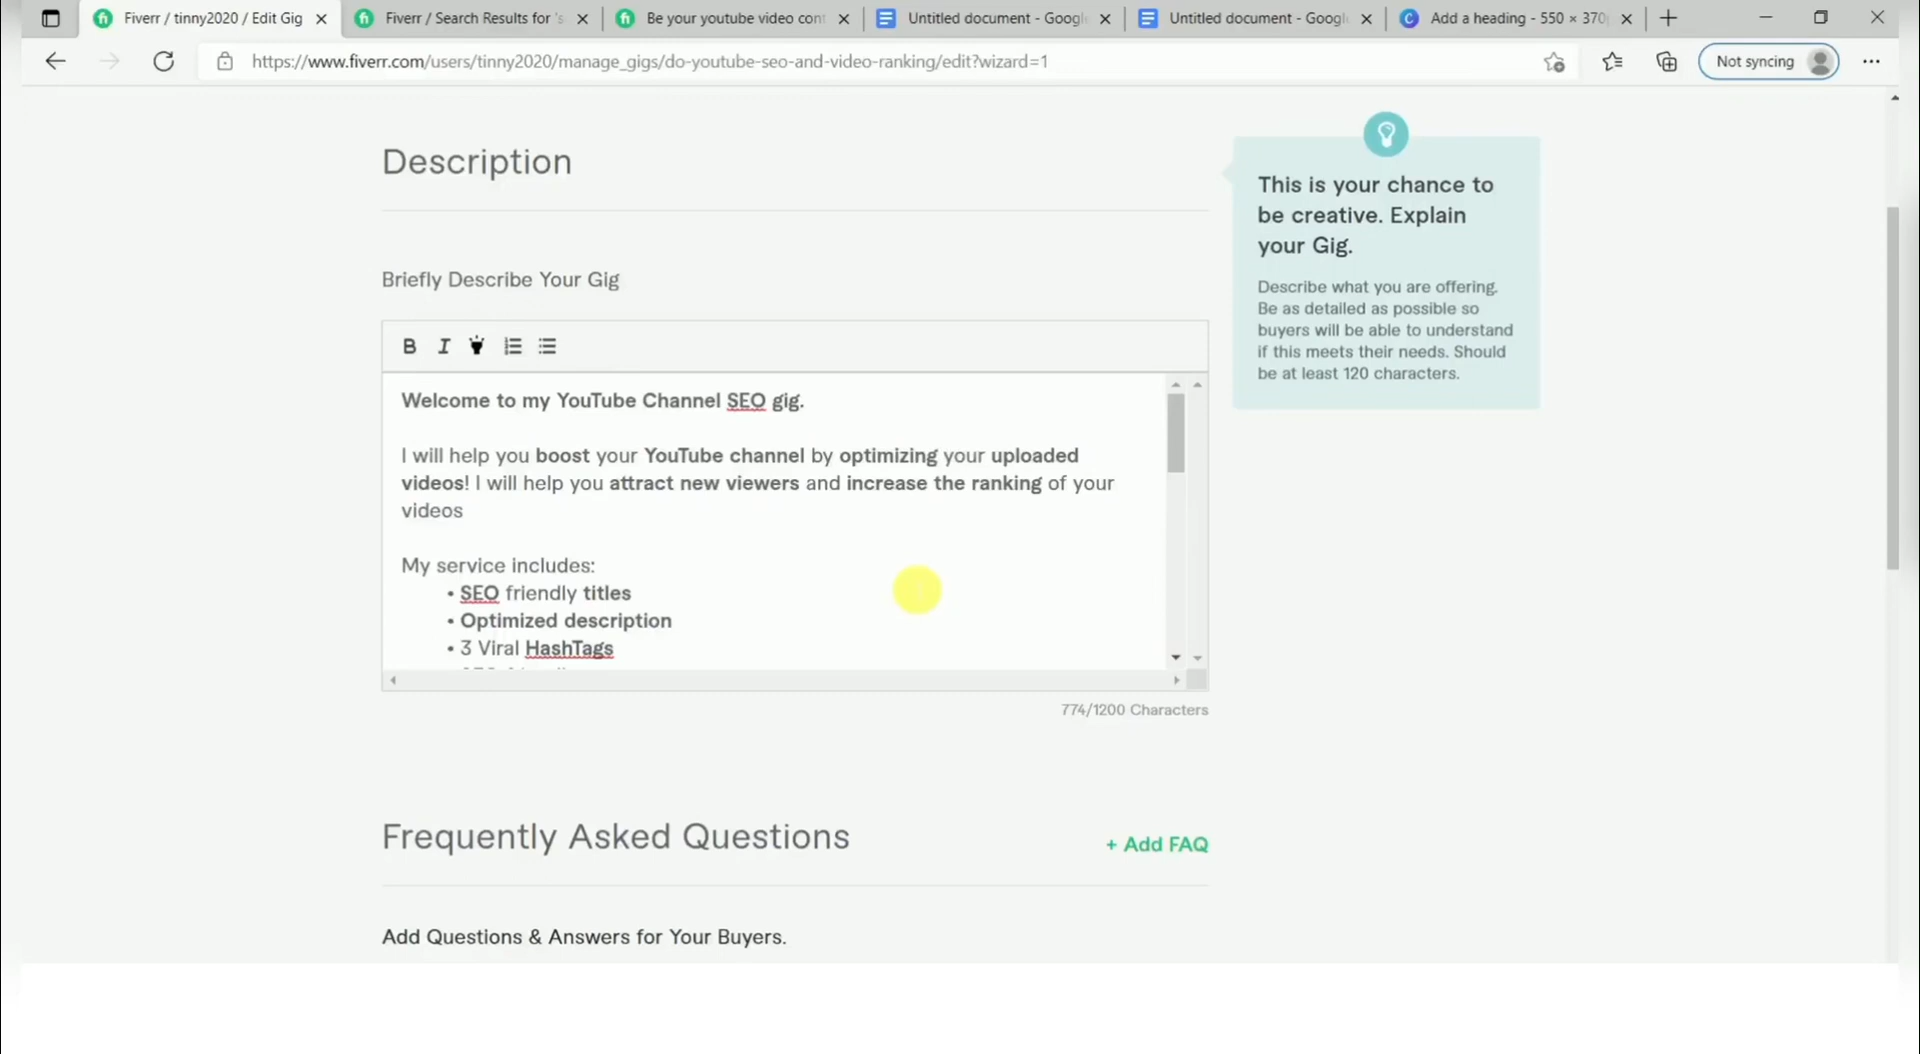 Fiverr / tinny2020 / Edit Gig
Fiverr / Search Results for 's
Be your youtube video cont
Untitled document - Google
Untitled document - Google
Add a heading - 550 × 370
https://www.fiverr.com/users/tinny2020/manage_gigs/do-youtube-seo-and-video-ranking/edit?wizard=1
Not syncing
Description
This is your chance to
be creative. Explain
your Gig.
Describe what you are offering.
Be as detailed as possible so
buyers will be able to understand
if this meets their needs. Should
be at least 120 characters.
Briefly Describe Your Gig
B I
Welcome to my YouTube Channel SEO gig.
I will help you boost your YouTube channel by optimizing your uploaded
videos! I will help you attract new viewers and increase the ranking of your
videos
My service includes:
• SEO friendly titles
• Optimized description
• 3 Viral HashTags
774/1200 Characters
Frequently Asked Questions
+ Add FAQ
Add Questions & Answers for Your Buyers.